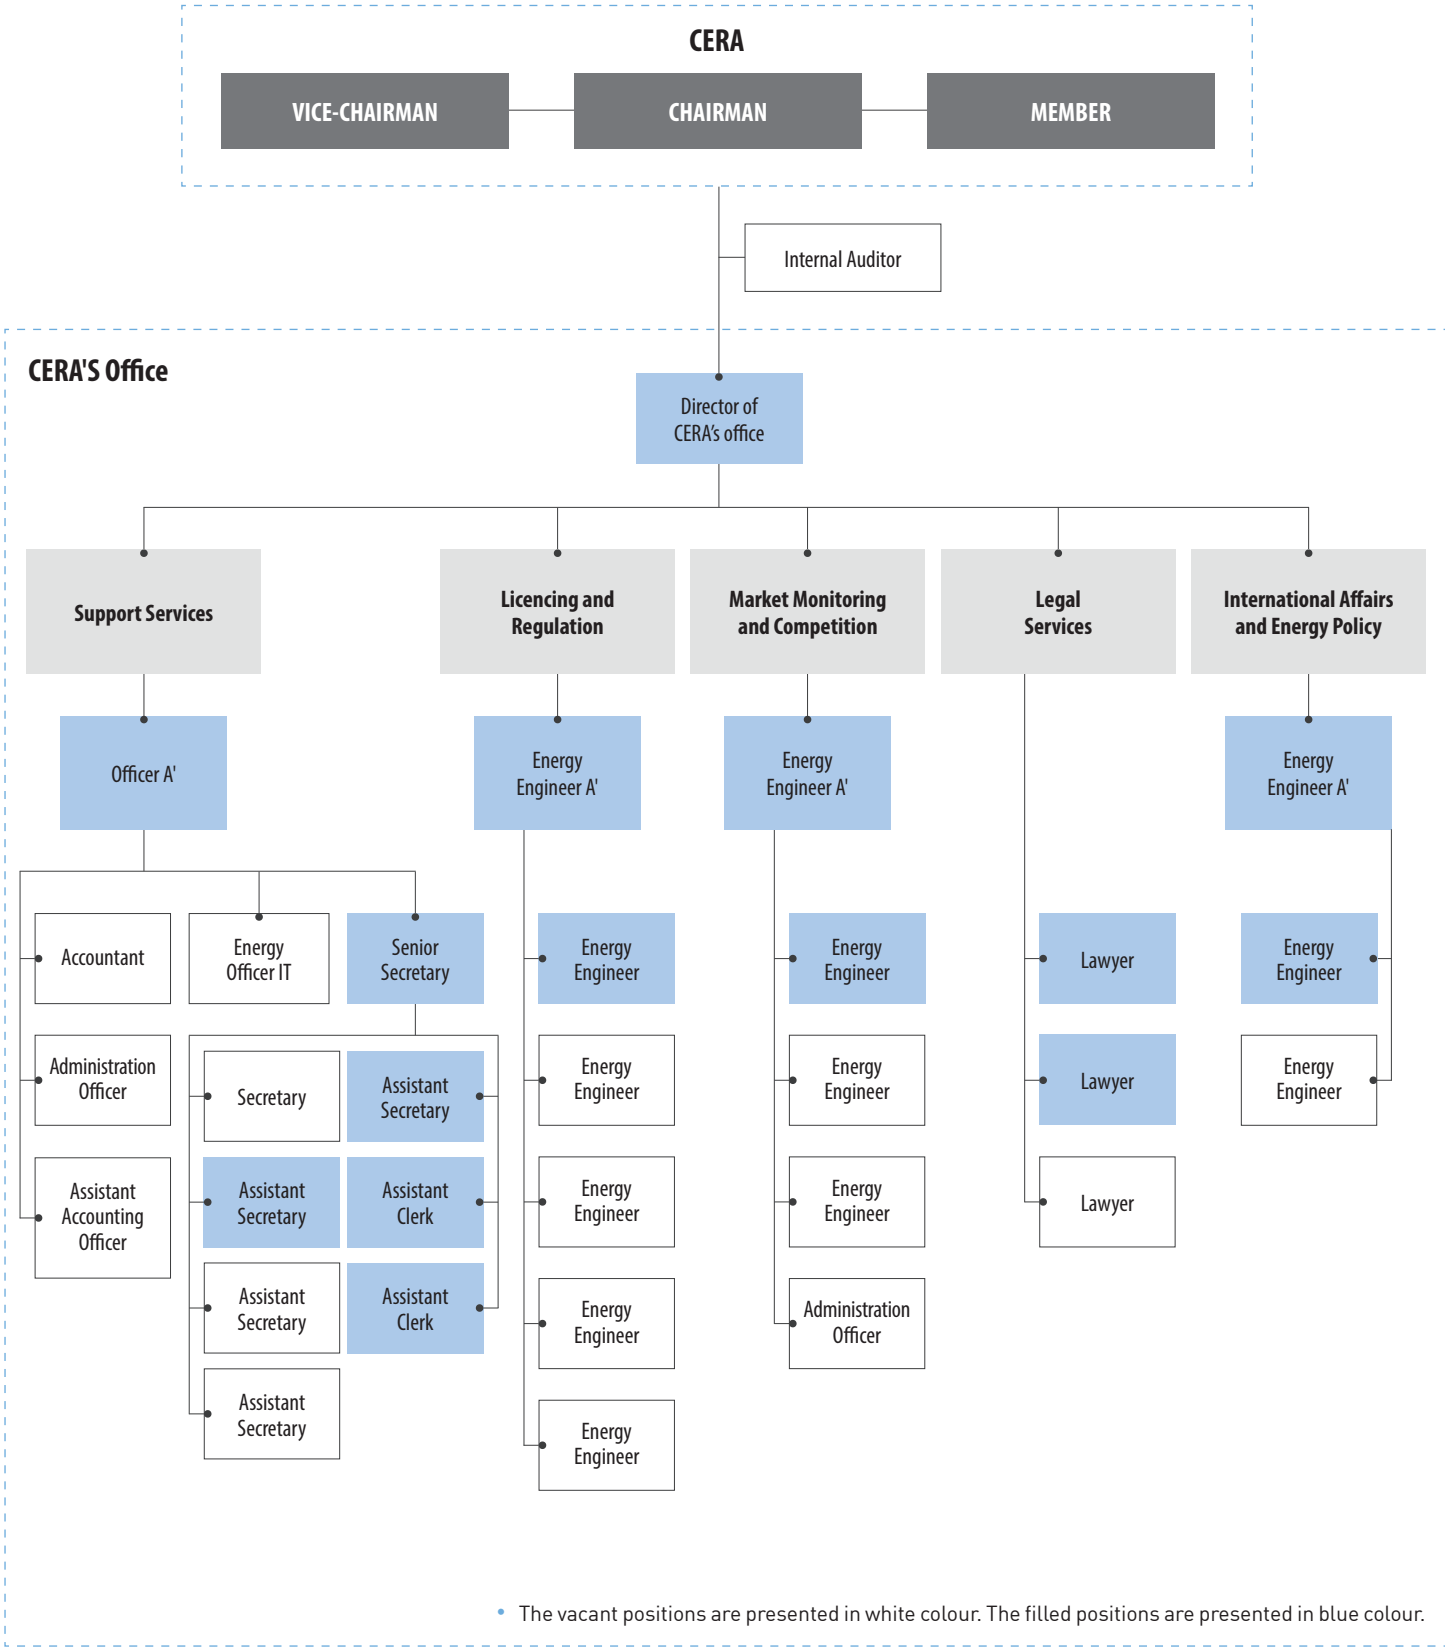 CERA
VICE-CHAIRMAN
CHAIRMAN
MEMBER
Internal Auditor
CERA'S Office
Director of
CERA’s office
Support Services
Licencing and
Regulation
Market Monitoring
and Competition
Legal
Services
International Affairs
and Energy Policy
Officer A'
Energy
Engineer A'
Energy
Engineer A'
Energy
Engineer A'
Accountant
Administration
Officer
Assistant
Accounting
Officer
Energy
Officer IT
Senior
Secretary
Secretary
Assistant
Secretary
Assistant
Secretary
Assistant
Secretary
Assistant
Secretary
Assistant
Clerk
Assistant
Clerk
Energy
Engineer
Energy
Engineer
Energy
Engineer
Energy
Engineer
Energy
Engineer
Energy
Engineer
Energy
Engineer
Energy
Engineer
Administration
Officer
Lawyer
Lawyer
Lawyer
Energy
Engineer
Energy
Engineer
• The vacant positions are presented in white colour. The filled positions are presented in blue colour.